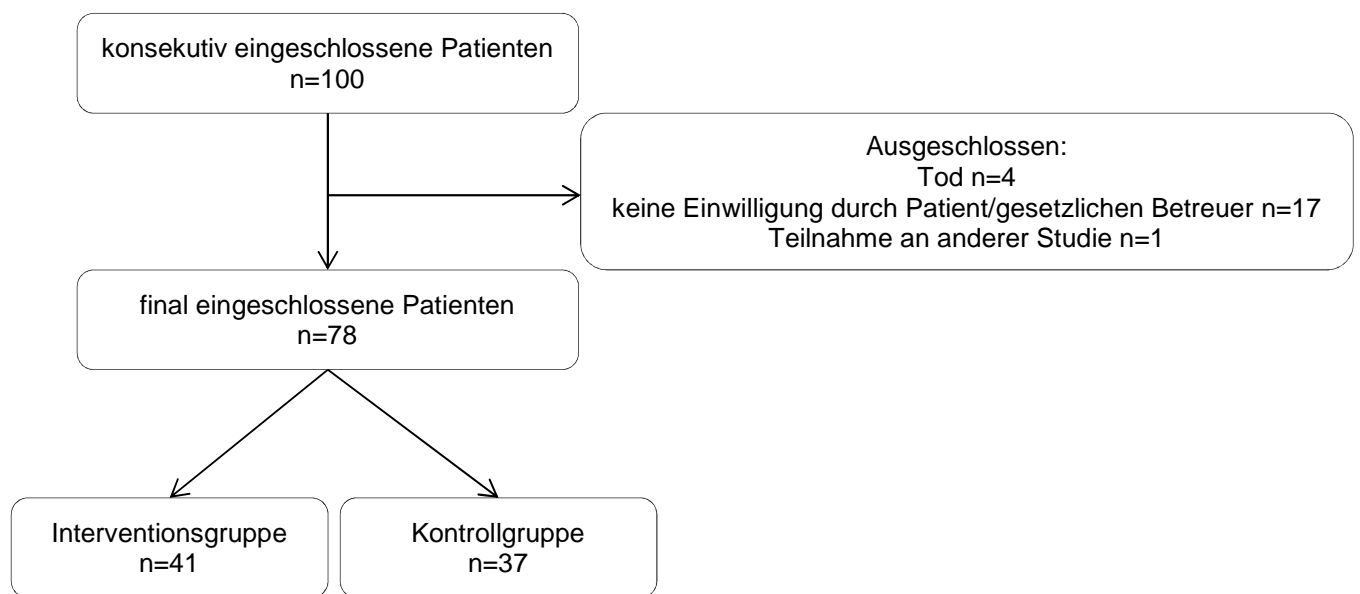 konsekutiv eingeschlossene Patienten
n=100
Ausgeschlossen:
Tod n=4
keine Einwilligung durch Patient/gesetzlichen Betreuer n=17
Teilnahme an anderer Studie n=1
final eingeschlossene Patienten
n=78
Interventionsgruppe
n=41
Kontrollgruppe
n=37